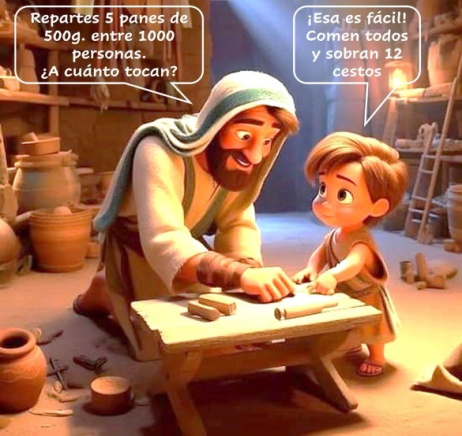 Repartes 5 panes de
500g. entre 1000
personas.
¿A cuánto tocan?
¡Esa es fácil!
Comen todos
y sobran 12
cestos